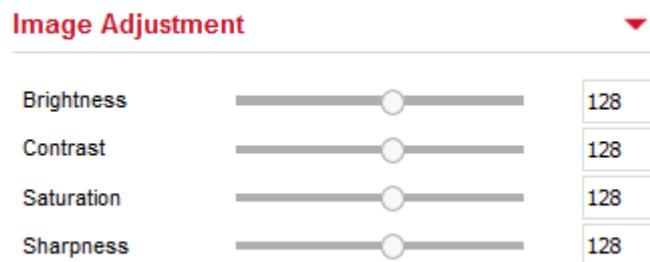 Image Adjustment
Brightness 128
Contrast 128
Saturation 128
Sharpness 128